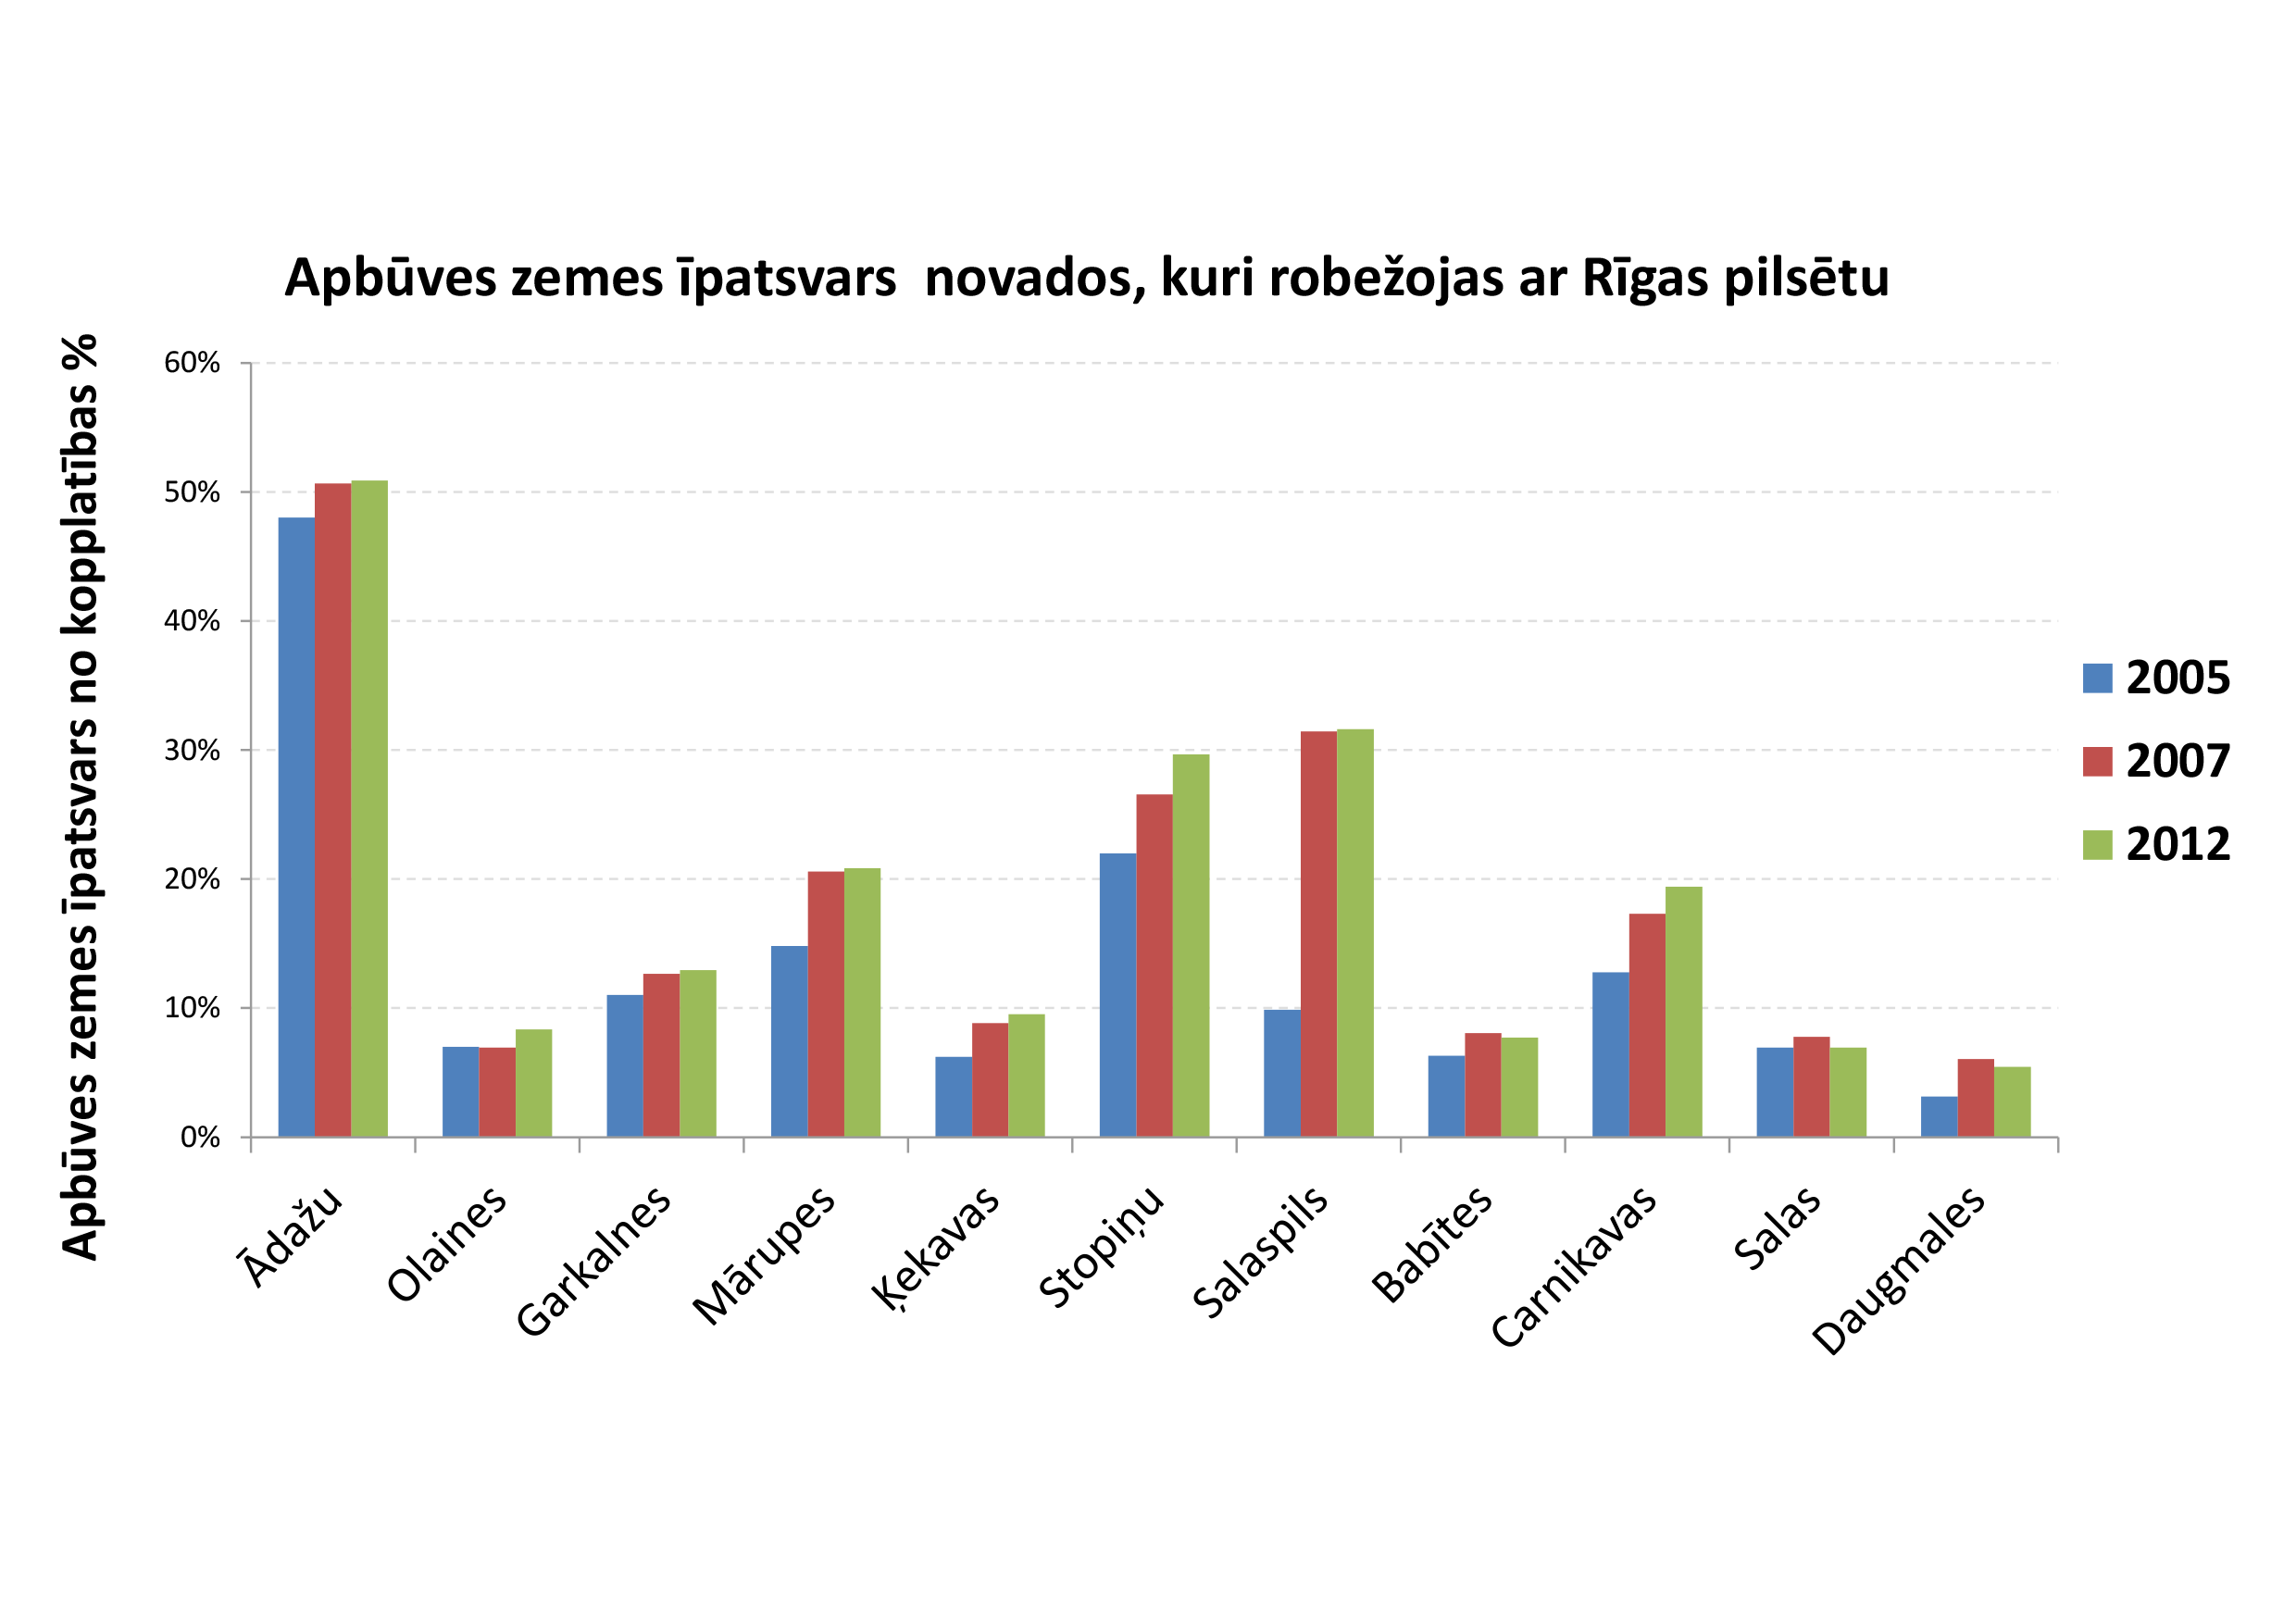 Apbūves zemes īpatsvars  novados, kuri robežojas ar Rīgas pilsētu
Apbūves zemes īpatsvars no kopplatības %
60%
50%
40%
30%
20%
10%
0%
Ādažu
Olaines
Garkalnes
Mārupes
Ķekavas
Stopiņu
Salaspils
Babītes
Carnikavas
Salas
Daugmales
2005
2007
2012